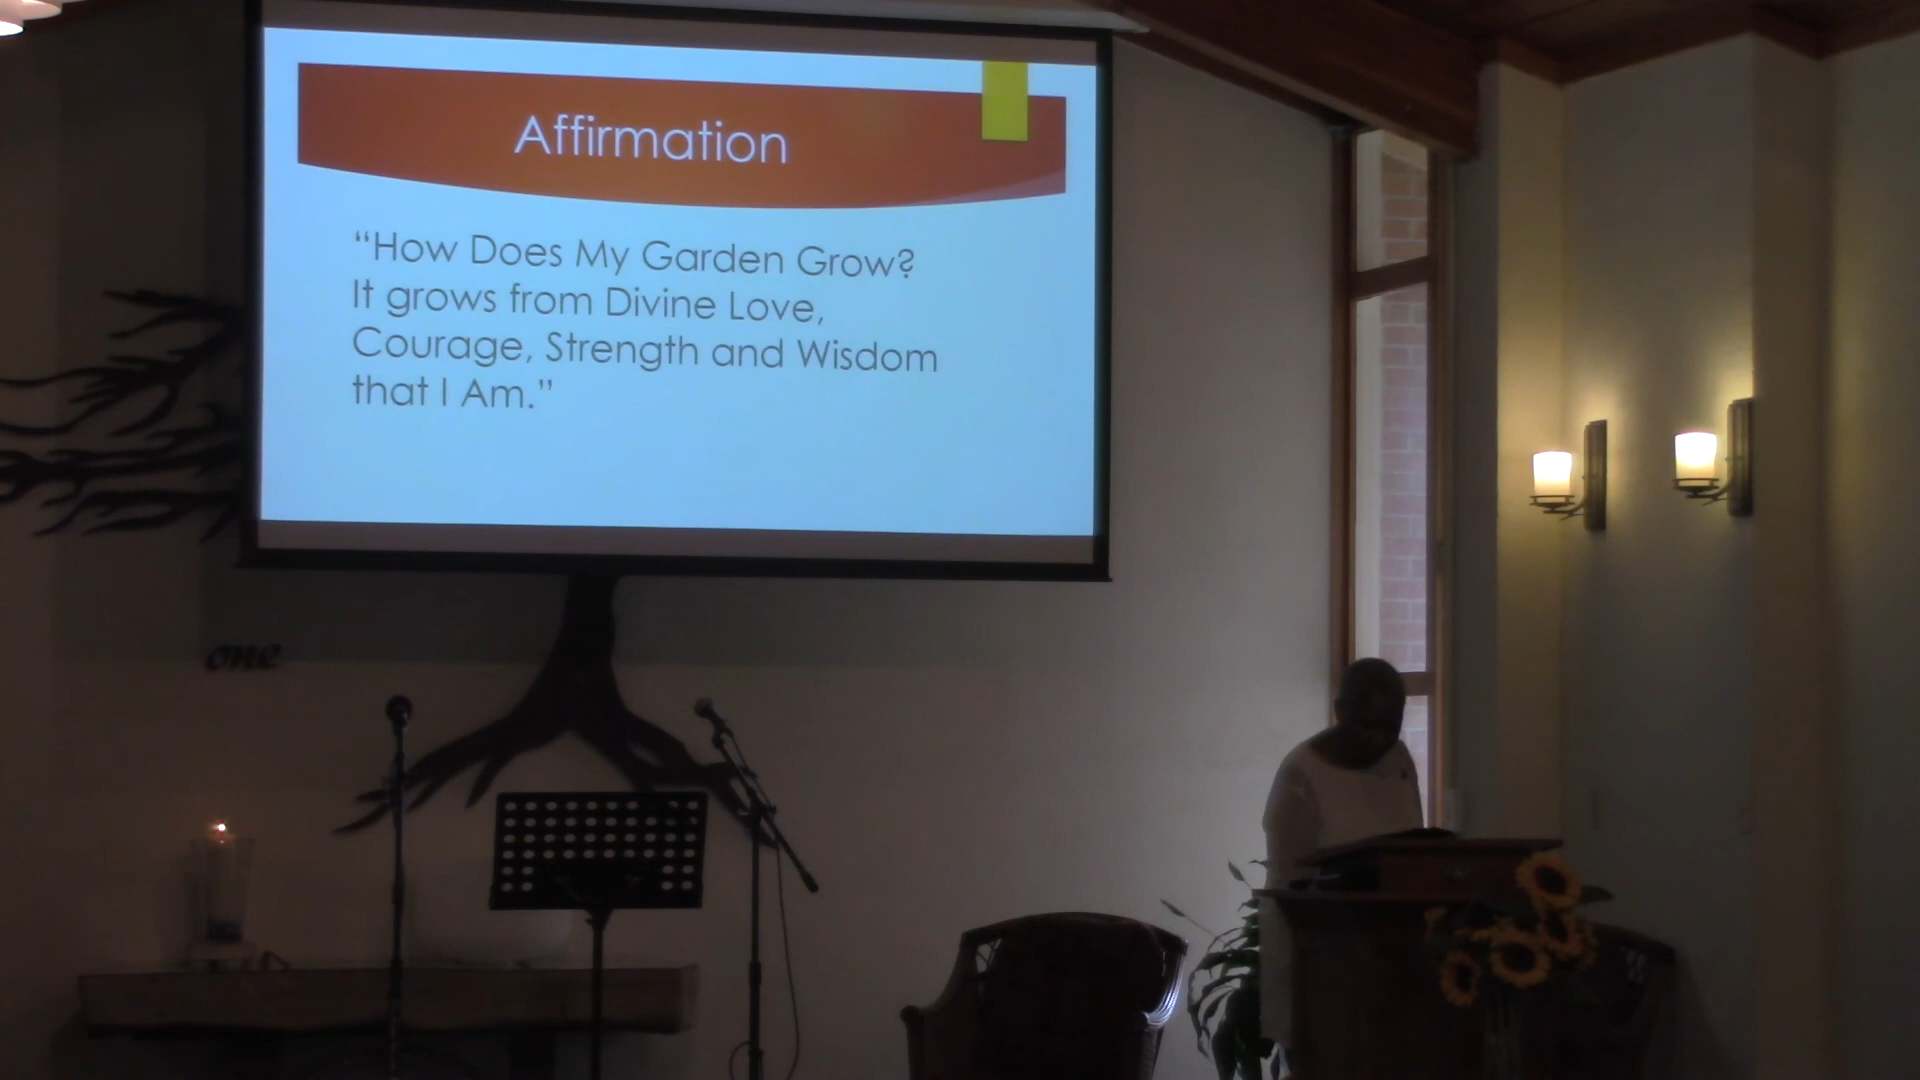 Affirmation
“How Does My Garden Grow?
It grows from Divine Love,
Courage, Strength and Wisdom
that I Am.”
one